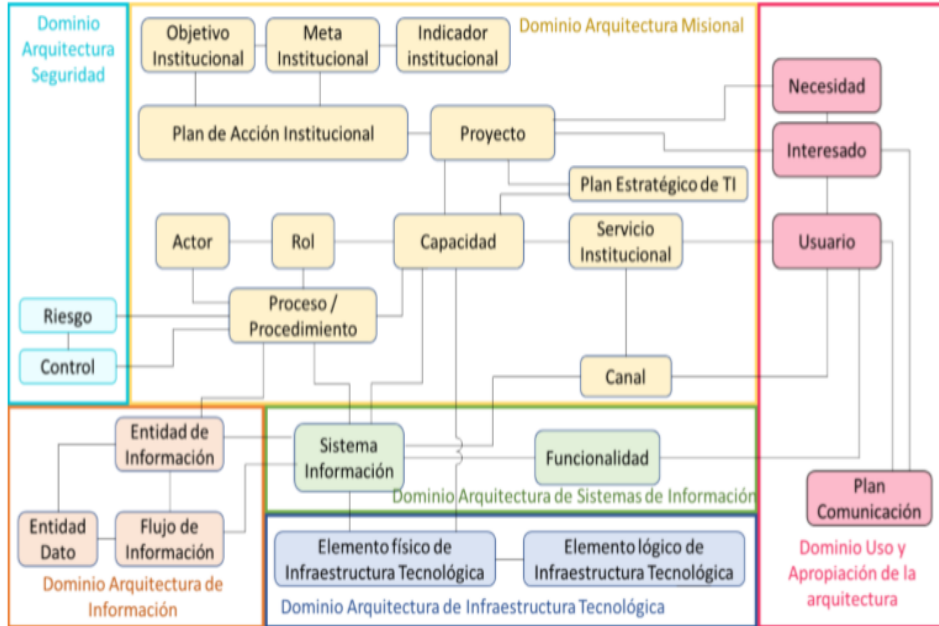 Dominio
Arquitectura
Seguridad
Riesgo
Control
Dominio Arquitectura Misional
Objetivo
Institucional
Meta
Institucional
Indicador
institucional
Plan de Acción Institucional
Proyecto
Plan Estratégico de TI
Actor
Rol
Capacidad
Servicio
Institucional
Proceso /
Procedimiento
Canal
Necesidad
Interesado
Usuario
Plan
Comunicación
Dominio Uso y
Apropiación de la
arquitectura
Entidad de
Información
Entidad
Dato
Flujo de
Información
Dominio Arquitectura de
Información
Sistema
Información
Funcionalidad
Dominio Arquitectura de Sistemas de Información
Elemento físico de
Infraestructura Tecnológica
Elemento lógico de
Infraestructura Tecnológica
Dominio Arquitectura de Infraestructura Tecnológica